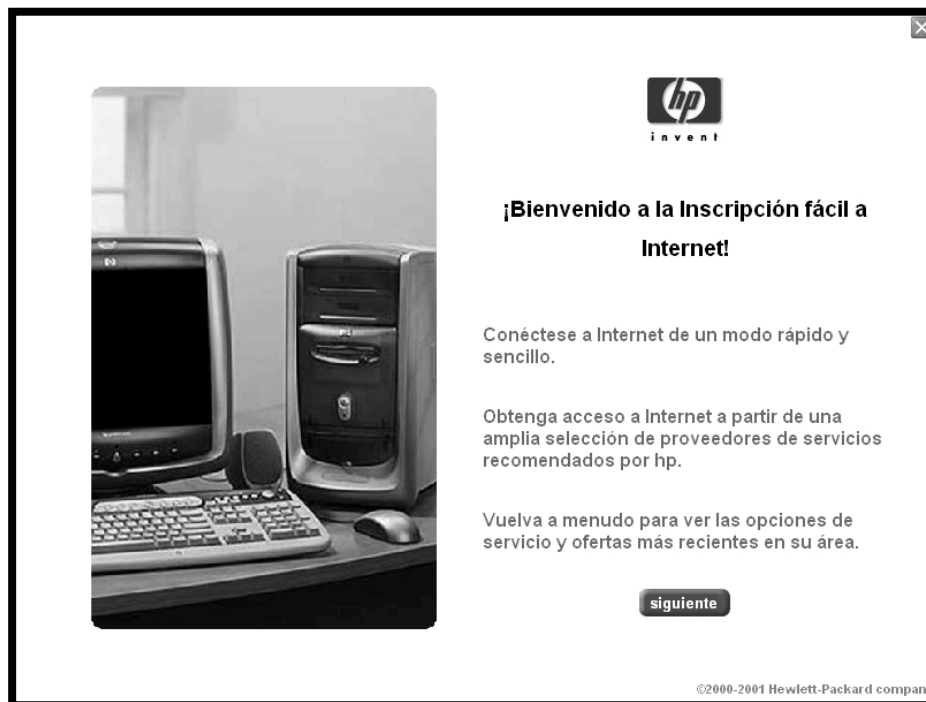 hp
invent
¡Bienvenido a la Inscripción fácil a
Internet!
Conéctese a Internet de un modo rápido y
sencillo.
Obtenga acceso a Internet a partir de una
amplia selección de proveedores de servicios
recomendados por hp.
Vuelva a menudo para ver las opciones de
servicio y ofertas más recientes en su área.
siguiente
©2000-2001 Hewlett-Packard compan